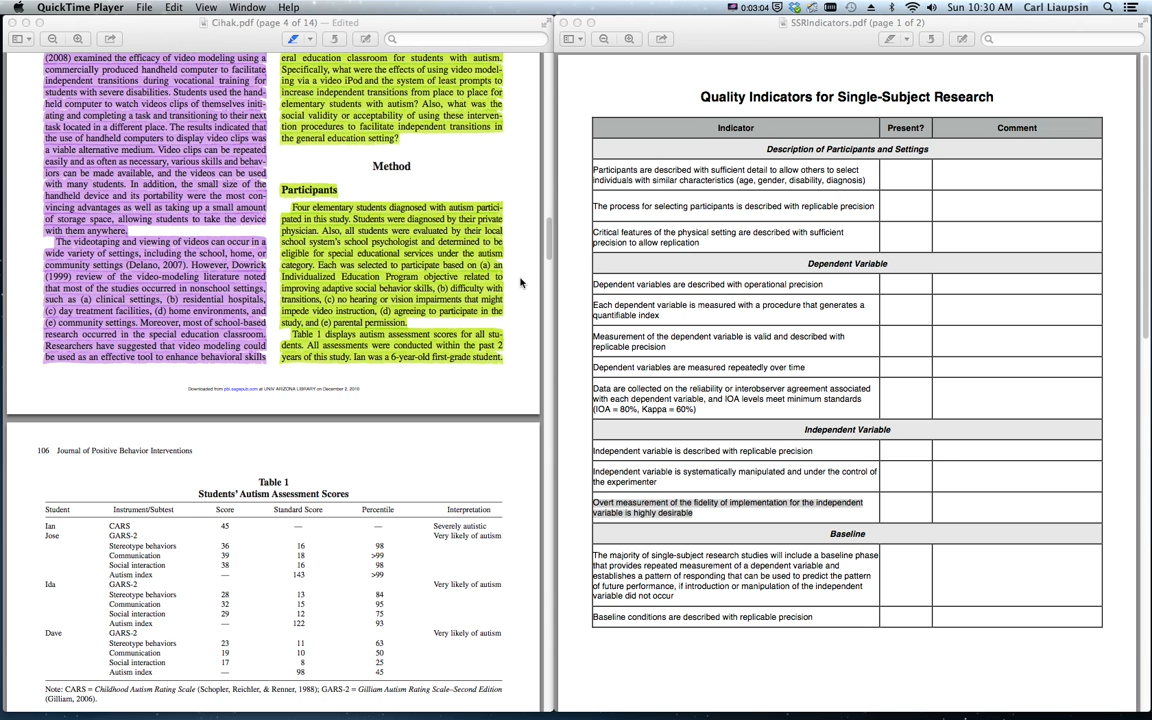 QuickTime Player File Edit View Window Help
0:03:04 Sun 10:30 AM Carl Liaupsin
Cihak.pdf (page 4 of 14) — Edited
(2008) examined the efficacy of video modeling using a
commercially produced handheld computer to facilitate
independent transitions during vocational training for
students with severe disabilities. Students used the hand-
held computer to watch videos clips of themselves initi-
ating and completing a task and transitioning to their next
task located in a different place. The results indicated that
the use of handheld computers to display video clips was
a viable alternative medium. Video clips can be repeated
easily and as often as necessary, various skills and behav-
iors can be made available, and the videos can be used
with many students. In addition, the small size of the
handheld device and its portability were the most con-
vincing advantages as well as taking up a small amount
of storage space, allowing students to take the device
with them anywhere.
The videotaping and viewing of videos can occur in a
wide variety of settings, including the school, home, or
community settings (Delano, 2007). However, Dowrick
(1999) review of the video-modeling literature noted
that most of the studies occurred in nonschool settings,
such as (a) clinical settings, (b) residential hospitals,
(c) day treatment facilities, (d) home environments, and
(e) community settings. Moreover, most of school-based
research occurred in the special education classroom.
Researchers have suggested that video modeling could
be used as an effective tool to enhance behavioral skills
eral education classroom for students with autism.
Specifically, what were the effects of using video model-
ing via a video iPod and the system of least prompts to
increase independent transitions from place to place for
elementary students with autism? Also, what was the
social validity or acceptability of using these interven-
tion procedures to facilitate independent transitions in
the general education setting?
Method
Participants
Four elementary students diagnosed with autism partici-
pated in this study. Students were diagnosed by their private
physician. Also, all students were evaluated by their local
school system's school psychologist and determined to be
eligible for special educational services under the autism
category. Each was selected to participate based on (a) an
Individualized Education Program objective related to
improving adaptive social behavior skills, (b) difficulty with
transitions, (c) no hearing or vision impairments that might
impede video instruction, (d) agreeing to participate in the
study, and (e) parental permission.
Table 1 displays autism assessment scores for all stu-
dents. All assessments were conducted within the past 2
years of this study. Ian was a 6-year-old first-grade student.
Downloaded from pbi.sagepub.com at UNIV ARIZONA LIBRARY on December 2, 2010
106 Journal of Positive Behavior Interventions
Table 1
Students' Autism Assessment Scores
Student Instrument/Subtest Score Standard Score Percentile Interpretation
Ian CARS 45 — — Severely autistic
Jose GARS-2 Very likely of autism
Stereotype behaviors 36 16 98
Communication 39 18 >99
Social interaction 38 16 98
Autism index — 143 >99
Ida GARS-2 Very likely of autism
Stereotype behaviors 28 13 84
Communication 32 15 95
Social interaction 29 12 75
Autism index — 122 93
Dave GARS-2 Very likely of autism
Stereotype behaviors 23 11 63
Communication 19 10 50
Social interaction 17 8 25
Autism index — 98 45
Note: CARS = Childhood Autism Rating Scale (Schopler, Reichler, & Renner, 1988); GARS-2 = Gilliam Autism Rating Scale–Second Edition
(Gilliam, 2006).
SSRIndicators.pdf (page 1 of 2)
Quality Indicators for Single-Subject Research
Indicator Present? Comment
Description of Participants and Settings
Participants are described with sufficient detail to allow others to select
individuals with similar characteristics (age, gender, disability, diagnosis)
The process for selecting participants is described with replicable precision
Critical features of the physical setting are described with sufficient
precision to allow replication
Dependent Variable
Dependent variables are described with operational precision
Each dependent variable is measured with a procedure that generates a
quantifiable index
Measurement of the dependent variable is valid and described with
replicable precision
Dependent variables are measured repeatedly over time
Data are collected on the reliability or interobserver agreement associated
with each dependent variable, and IOA levels meet minimum standards
(IOA = 80%, Kappa = 60%)
Independent Variable
Independent variable is described with replicable precision
Independent variable is systematically manipulated and under the control of
the experimenter
Overt measurement of the fidelity of implementation for the independent
variable is highly desirable
Baseline
The majority of single-subject research studies will include a baseline phase
that provides repeated measurement of a dependent variable and
establishes a pattern of responding that can be used to predict the pattern
of future performance, if introduction or manipulation of the independent
variable did not occur
Baseline conditions are described with replicable precision